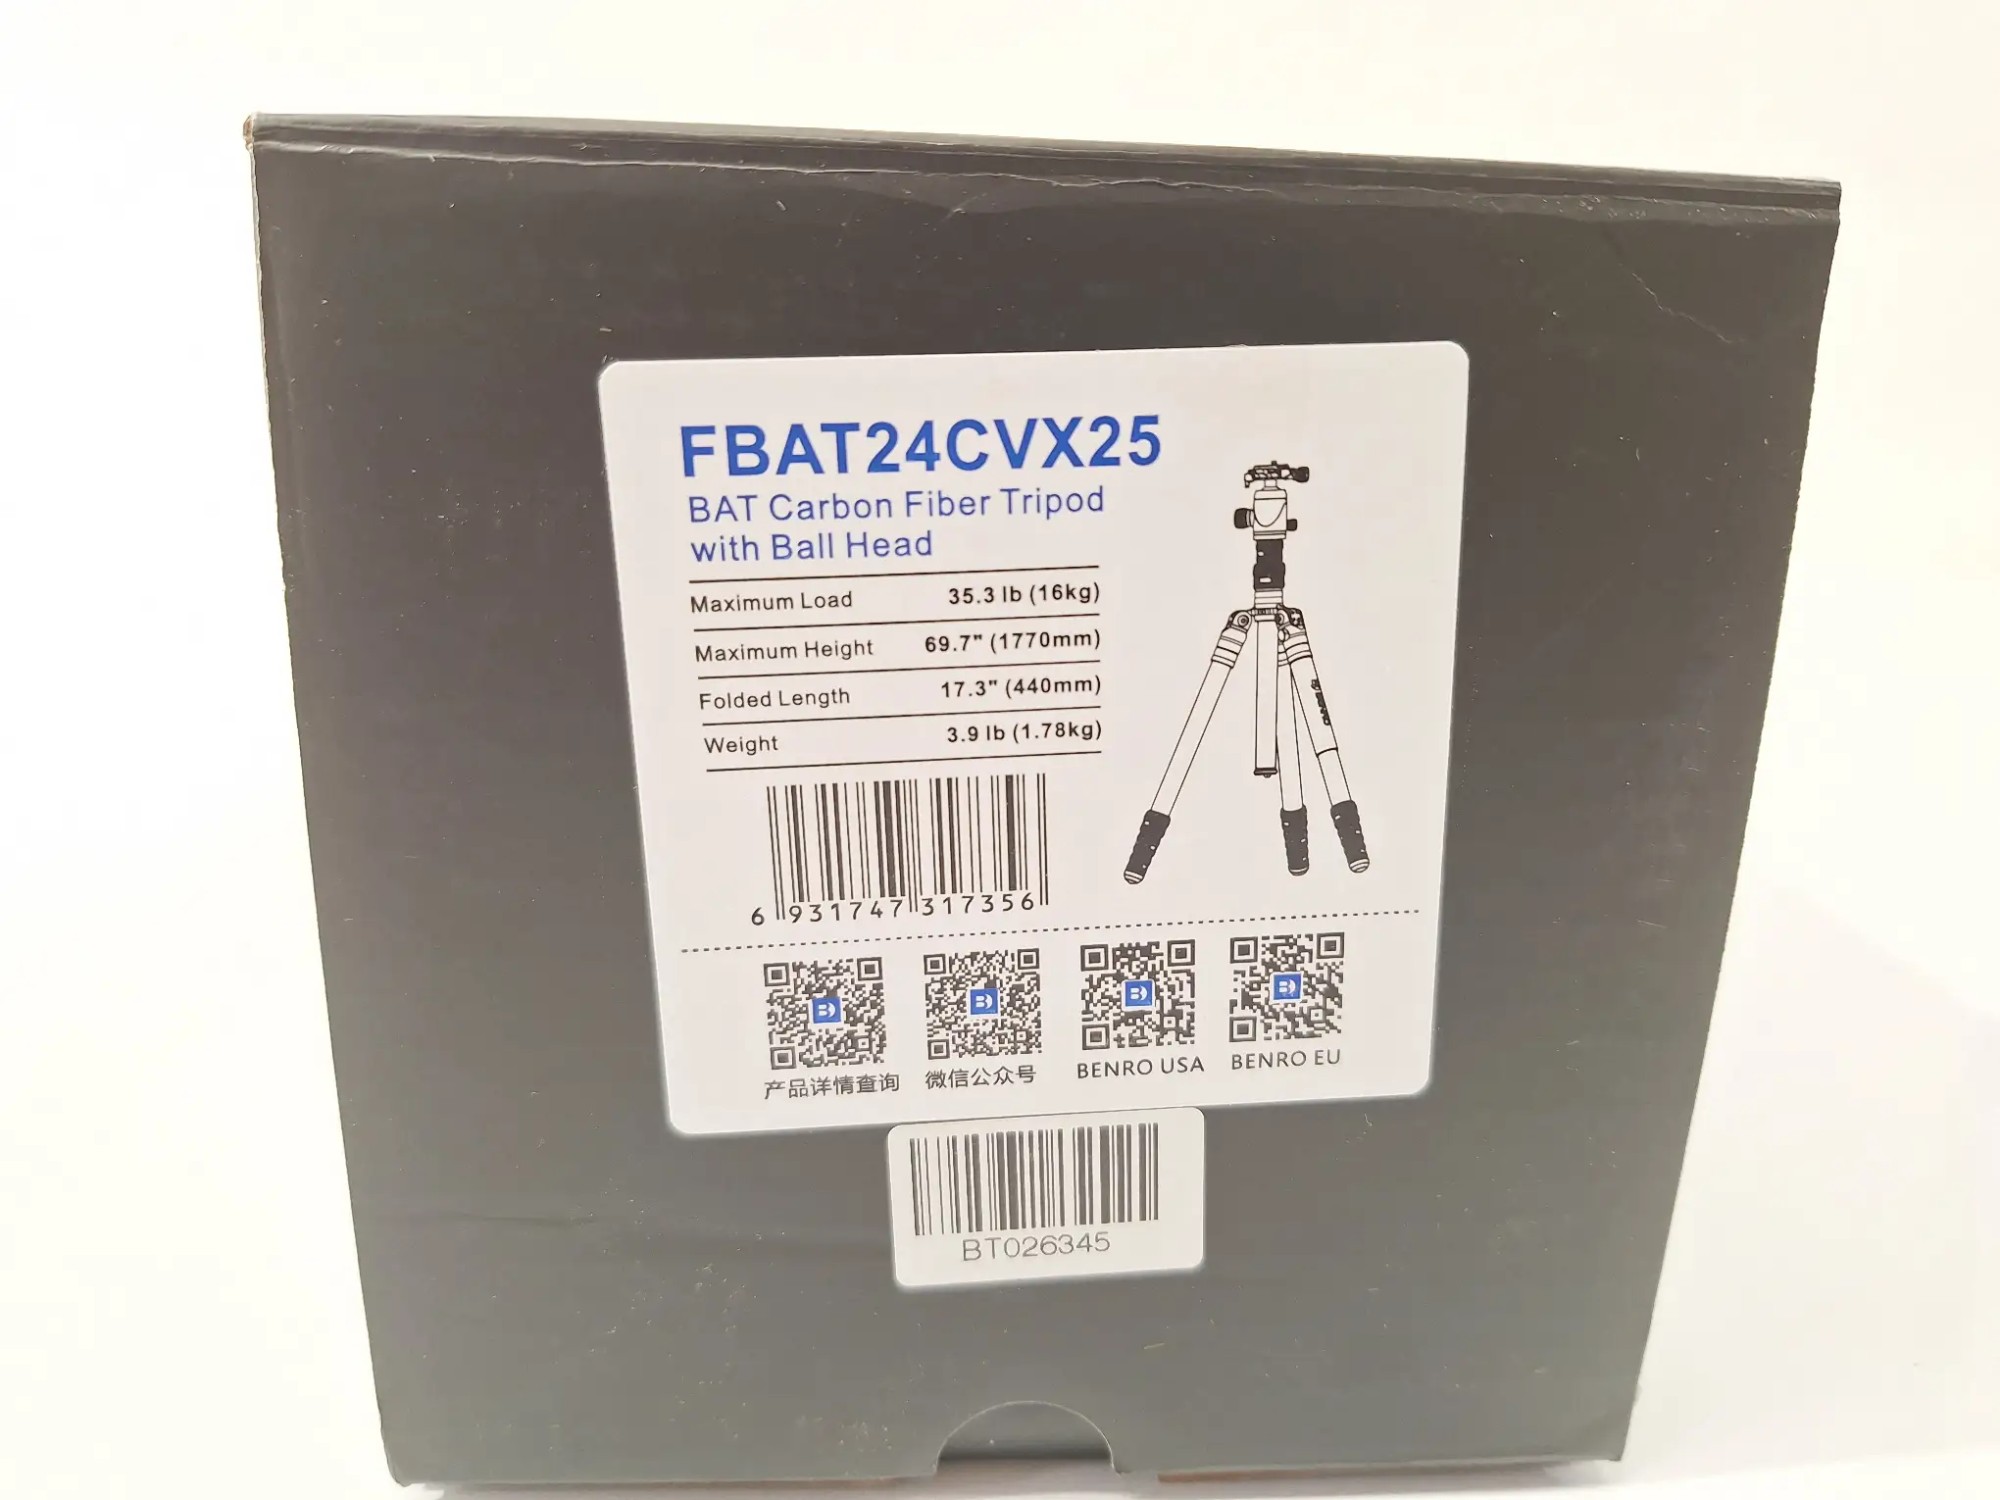 FBAT24CVX25
BAT Carbon Fiber Tripod
with Ball Head
Maximum Load 35.3 lb (16kg)
Maximum Height 69.7" (1770mm)
Folded Length 17.3" (440mm)
Weight 3.9 lb (1.78kg)
6 931747 317356
产品详情查询 微信公众号 BENRO USA BENRO EU
BT026345